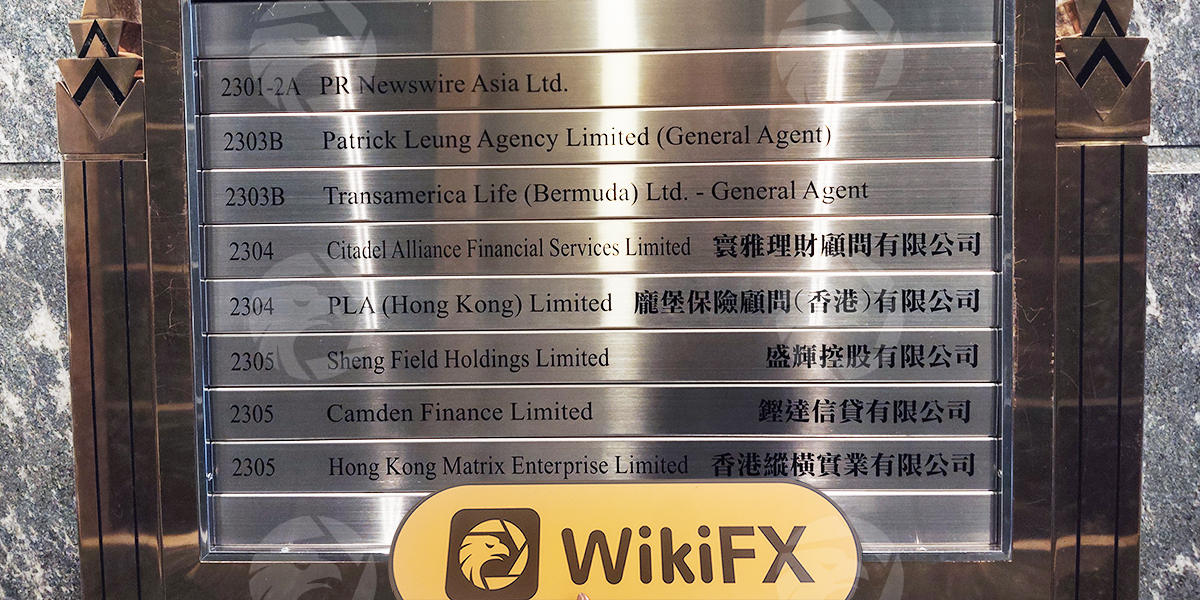 2301-2A PR Newswire Asia Ltd.
2303B Patrick Leung Agency Limited (General Agent)
2303B Transamerica Life (Bermuda) Ltd. - General Agent
2304 Citadel Alliance Financial Services Limited 寰雅理財顧問有限公司
2304 PLA (Hong Kong) Limited 龐堡保險顧問(香港)有限公司
2305 Sheng Field Holdings Limited 盛輝控股有限公司
2305 Camden Finance Limited 鏗達信貸有限公司
2305 Hong Kong Matrix Enterprise Limited 香港縱橫實業有限公司
WikiFX